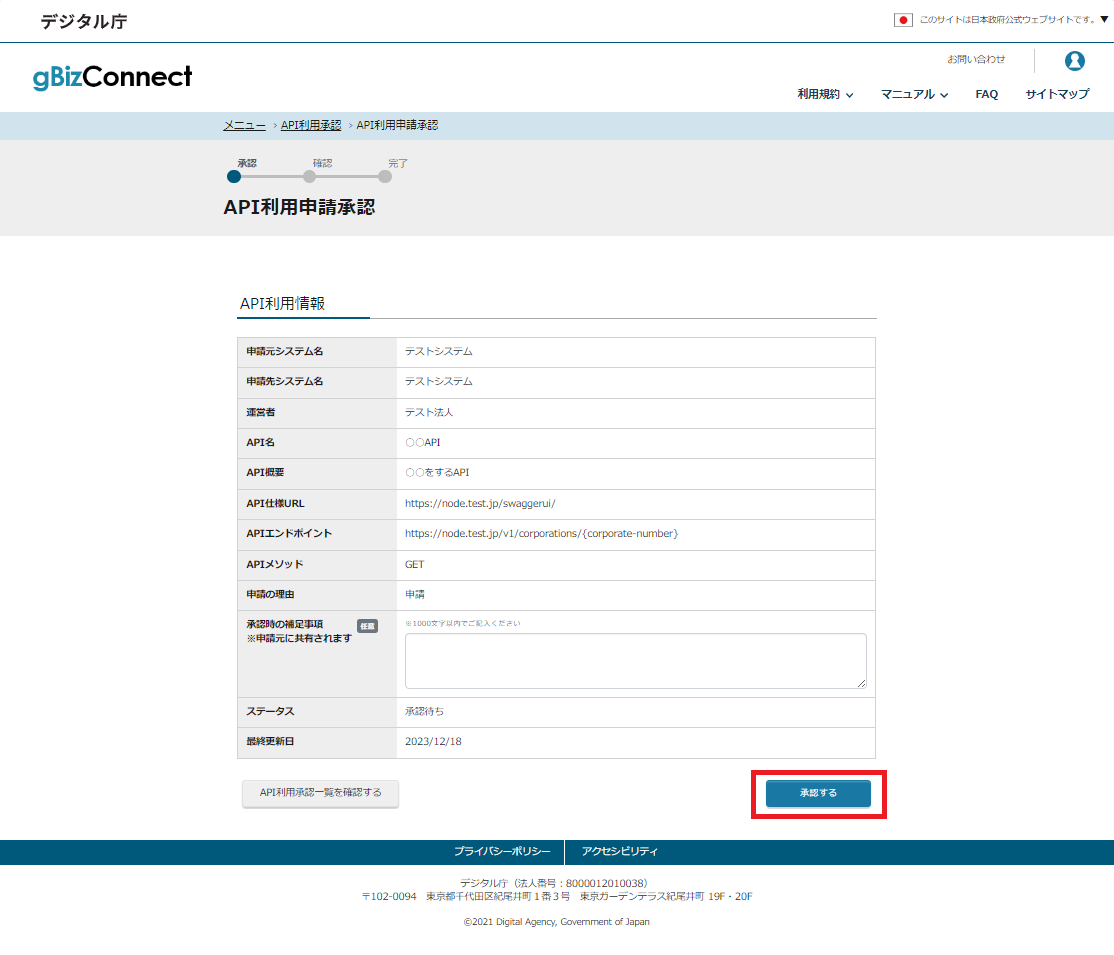 デジタル庁
このサイトは日本政府公式ウェブサイトです。▼
お問い合わせ
gBizConnect
利用規約 マニュアル FAQ サイトマップ
メニュー › API利用承認 › API利用申請承認
承認 確認 完了
API利用申請承認
API利用情報
申請元システム名 テストシステム
申請先システム名 テストシステム
運営者 テスト法人
API名 ○○API
API概要 ○○をするAPI
API仕様URL https://node.test.jp/swaggerui/
APIエンドポイント https://node.test.jp/v1/corporations/{corporate-number}
APIメソッド GET
申請の理由 申請
承認時の補足事項 任意 ※1000文字以内でご記入ください
※申請元に共有されます
ステータス 承認待ち
最終更新日 2023/12/18
API利用承認一覧を確認する 承認する
プライバシーポリシー アクセシビリティ
デジタル庁（法人番号：8000012010038）
〒102-0094　東京都千代田区紀尾井町１番３号　東京ガーデンテラス紀尾井町 19F・20F
©2021 Digital Agency, Government of Japan